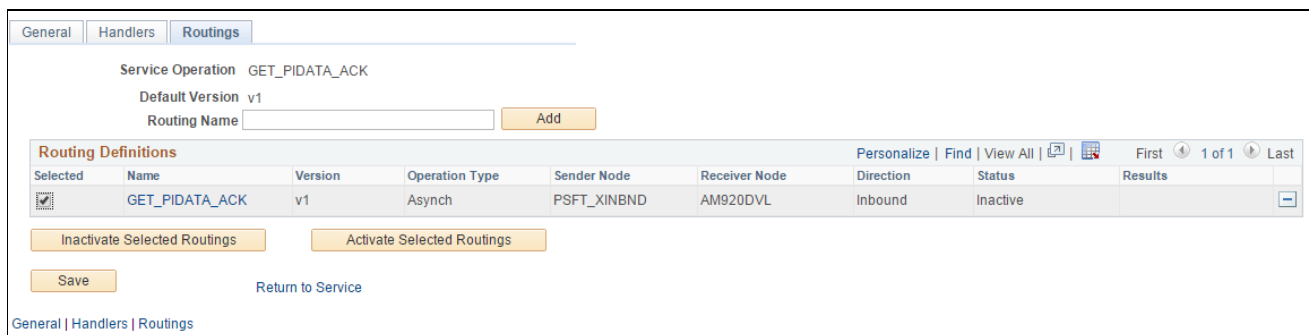 General Handlers Routings
Service Operation GET_PIDATA_ACK
Default Version v1
Routing Name Add
Routing Definitions Personalize | Find | View All | | First 1 of 1 Last
Selected Name Version Operation Type Sender Node Receiver Node Direction Status Results
GET_PIDATA_ACK v1 Asynch PSFT_XINBND AM920DVL Inbound Inactive
Inactivate Selected Routings Activate Selected Routings
Save Return to Service
General | Handlers | Routings